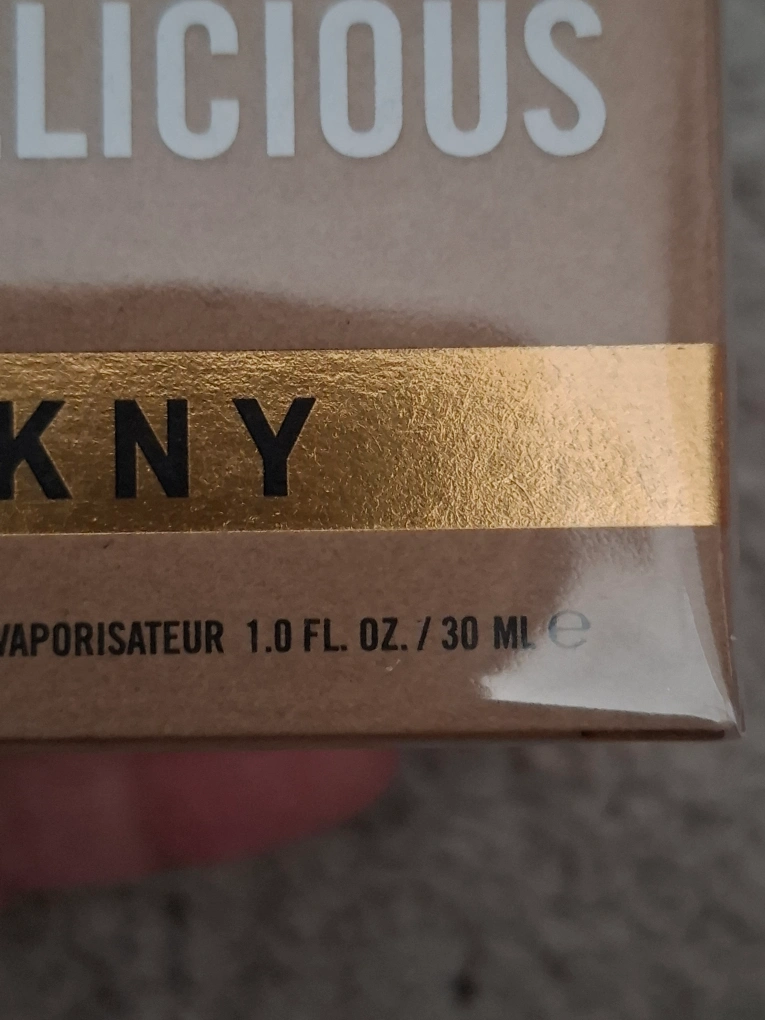 LICIOUS
KNY
VAPORISATEUR 1.0 FL. OZ. / 30 ML ℮